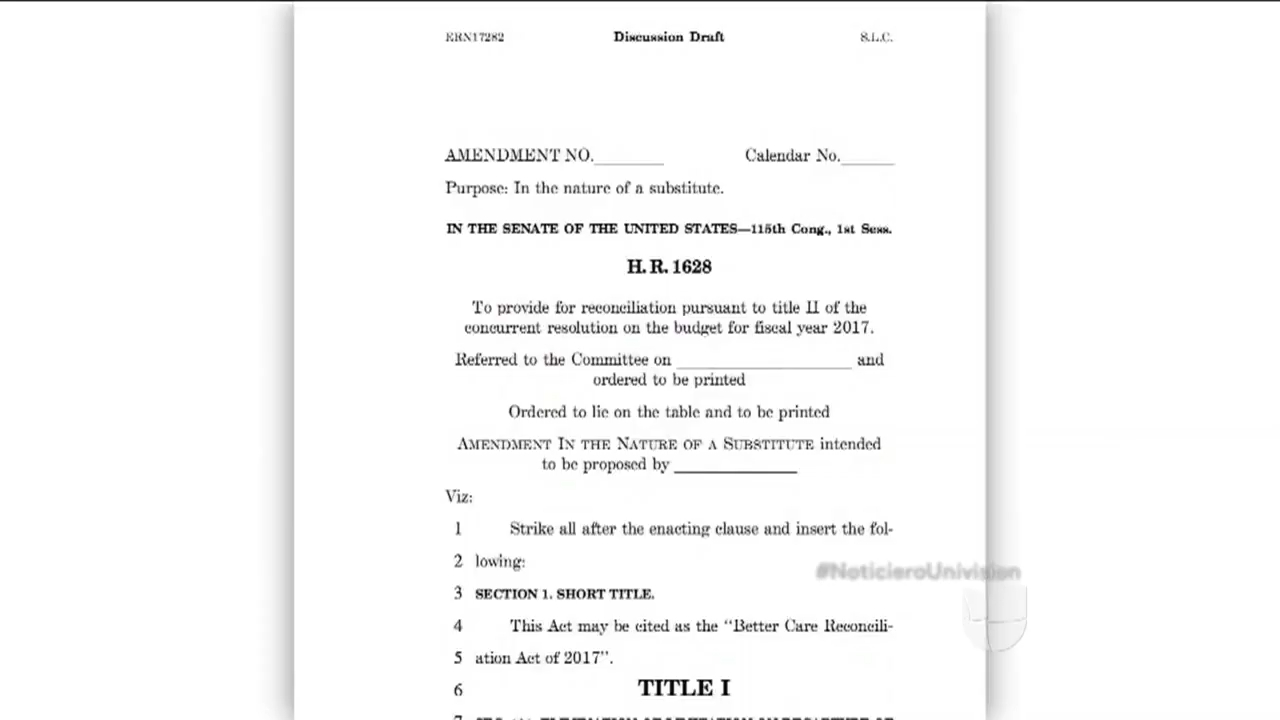 ERN17282 Discussion Draft S.L.C.
AMENDMENT NO. Calendar No.
Purpose: In the nature of a substitute.
IN THE SENATE OF THE UNITED STATES—115th Cong., 1st Sess.
H. R. 1628
To provide for reconciliation pursuant to title II of the
concurrent resolution on the budget for fiscal year 2017.
Referred to the Committee on and
ordered to be printed
Ordered to lie on the table and to be printed
AMENDMENT IN THE NATURE OF A SUBSTITUTE intended
to be proposed by
Viz:
1 Strike all after the enacting clause and insert the fol-
2 lowing:
#NoticieroUnivision
3 SECTION 1. SHORT TITLE.
4 This Act may be cited as the “Better Care Reconcili-
5 ation Act of 2017”.
6 TITLE I